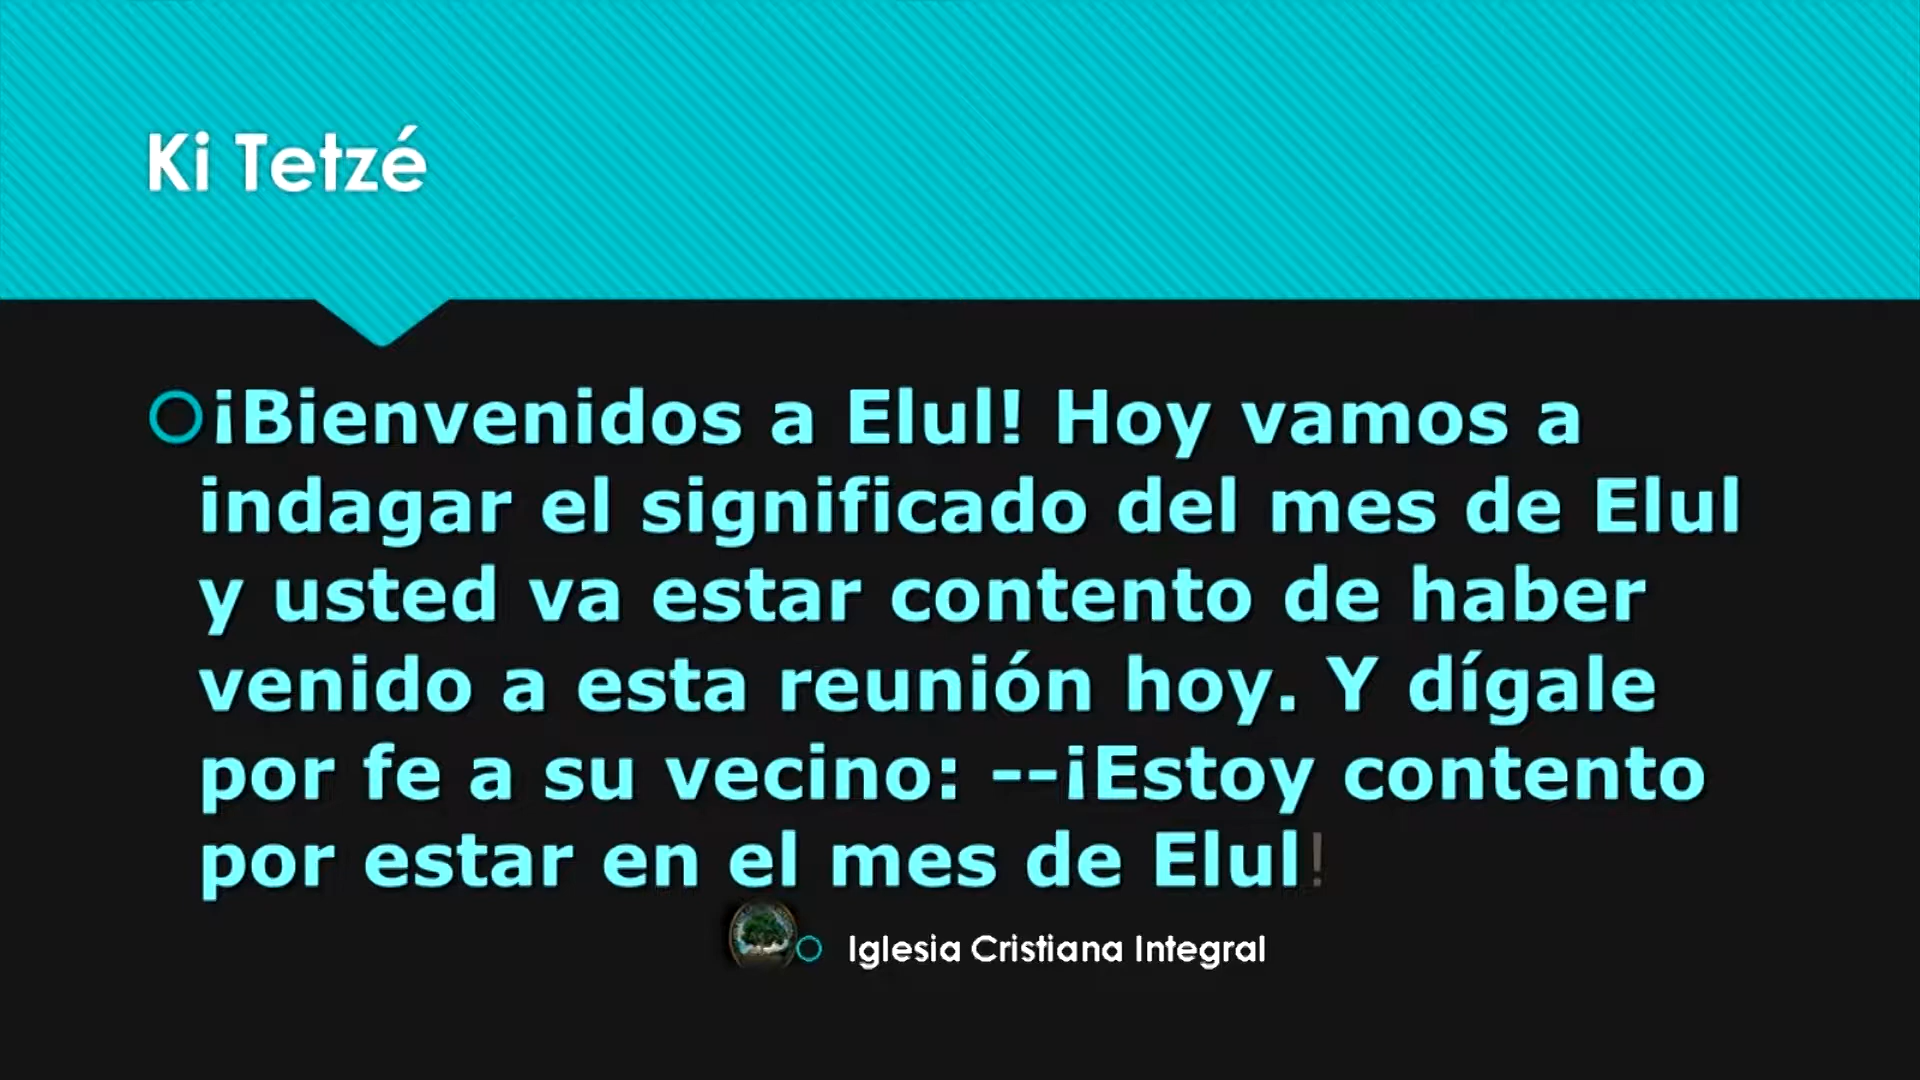 Ki Tetzé
¡Bienvenidos a Elul! Hoy vamos a
indagar el significado del mes de Elul
y usted va estar contento de haber
venido a esta reunión hoy. Y dígale
por fe a su vecino: --¡Estoy contento
por estar en el mes de Elul!
Iglesia Cristiana Integral